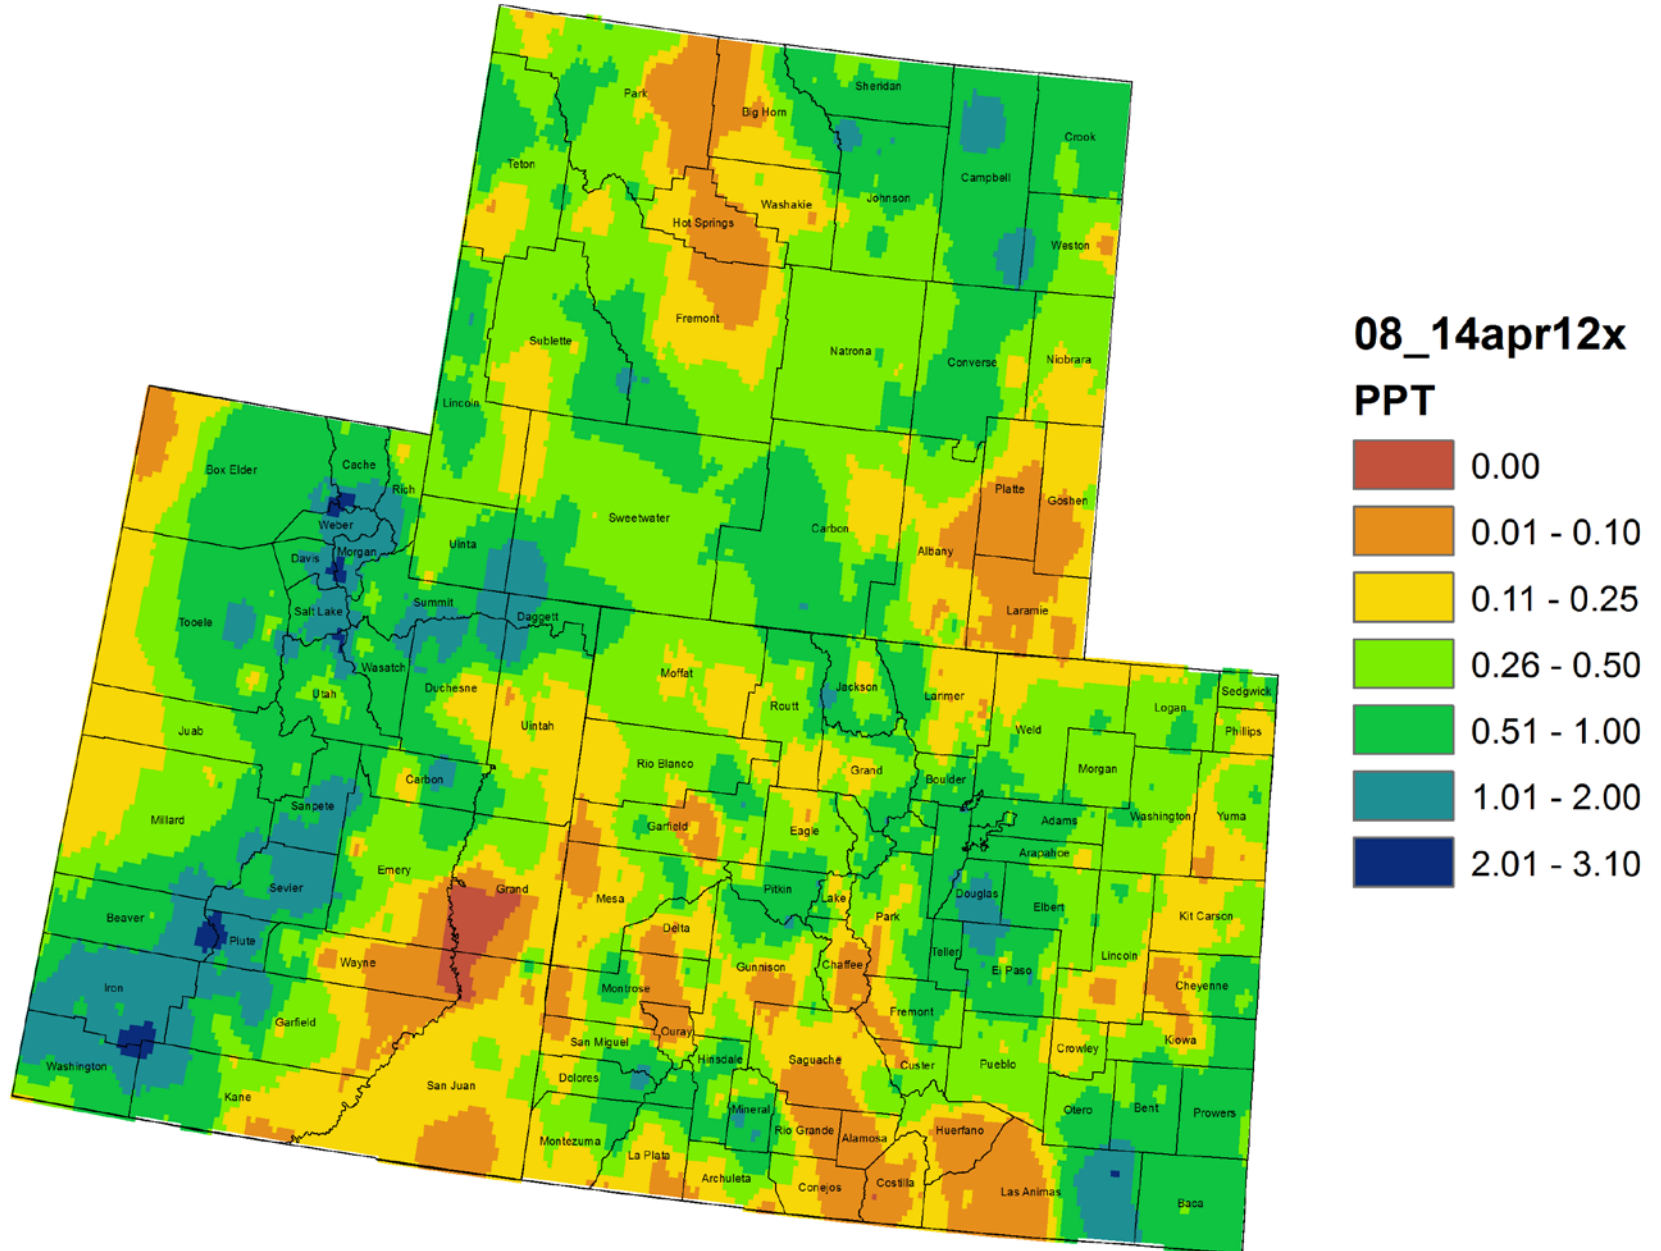 Sheridan
Park
Big Horn
Crook
Teton
Campbell
Johnson
Washakie
Hot Springs
Weston
Fremont
Sublette
Natrona
Converse
Niobrara
Lincoln
Platte
Goshen
Sweetwater
Carbon
Uinta
Albany
Laramie
Box Elder
Cache
Rich
Weber
Davis
Morgan
Salt Lake
Summit
Daggett
Tooele
Wasatch
Utah
Duchesne
Uintah
Juab
Carbon
Sanpete
Millard
Emery
Grand
Sevier
Beaver
Piute
Wayne
Iron
Garfield
Washington
Kane
San Juan
Moffat
Routt
Jackson
Larimer
Sedgwick
Logan
Weld
Phillips
Rio Blanco
Grand
Boulder
Morgan
Garfield
Eagle
Adams
Washington
Yuma
Arapahoe
Mesa
Pitkin
Lake
Park
Douglas
Elbert
Kit Carson
Delta
Gunnison
Chaffee
Teller
El Paso
Lincoln
Cheyenne
Montrose
Fremont
Ouray
San Miguel
Hinsdale
Saguache
Custer
Pueblo
Crowley
Kiowa
Dolores
Mineral
Rio Grande
Alamosa
Huerfano
Otero
Bent
Prowers
Montezuma
La Plata
Archuleta
Conejos
Costilla
Las Animas
Baca
08_14apr12x
PPT
0.00
0.01 - 0.10
0.11 - 0.25
0.26 - 0.50
0.51 - 1.00
1.01 - 2.00
2.01 - 3.10